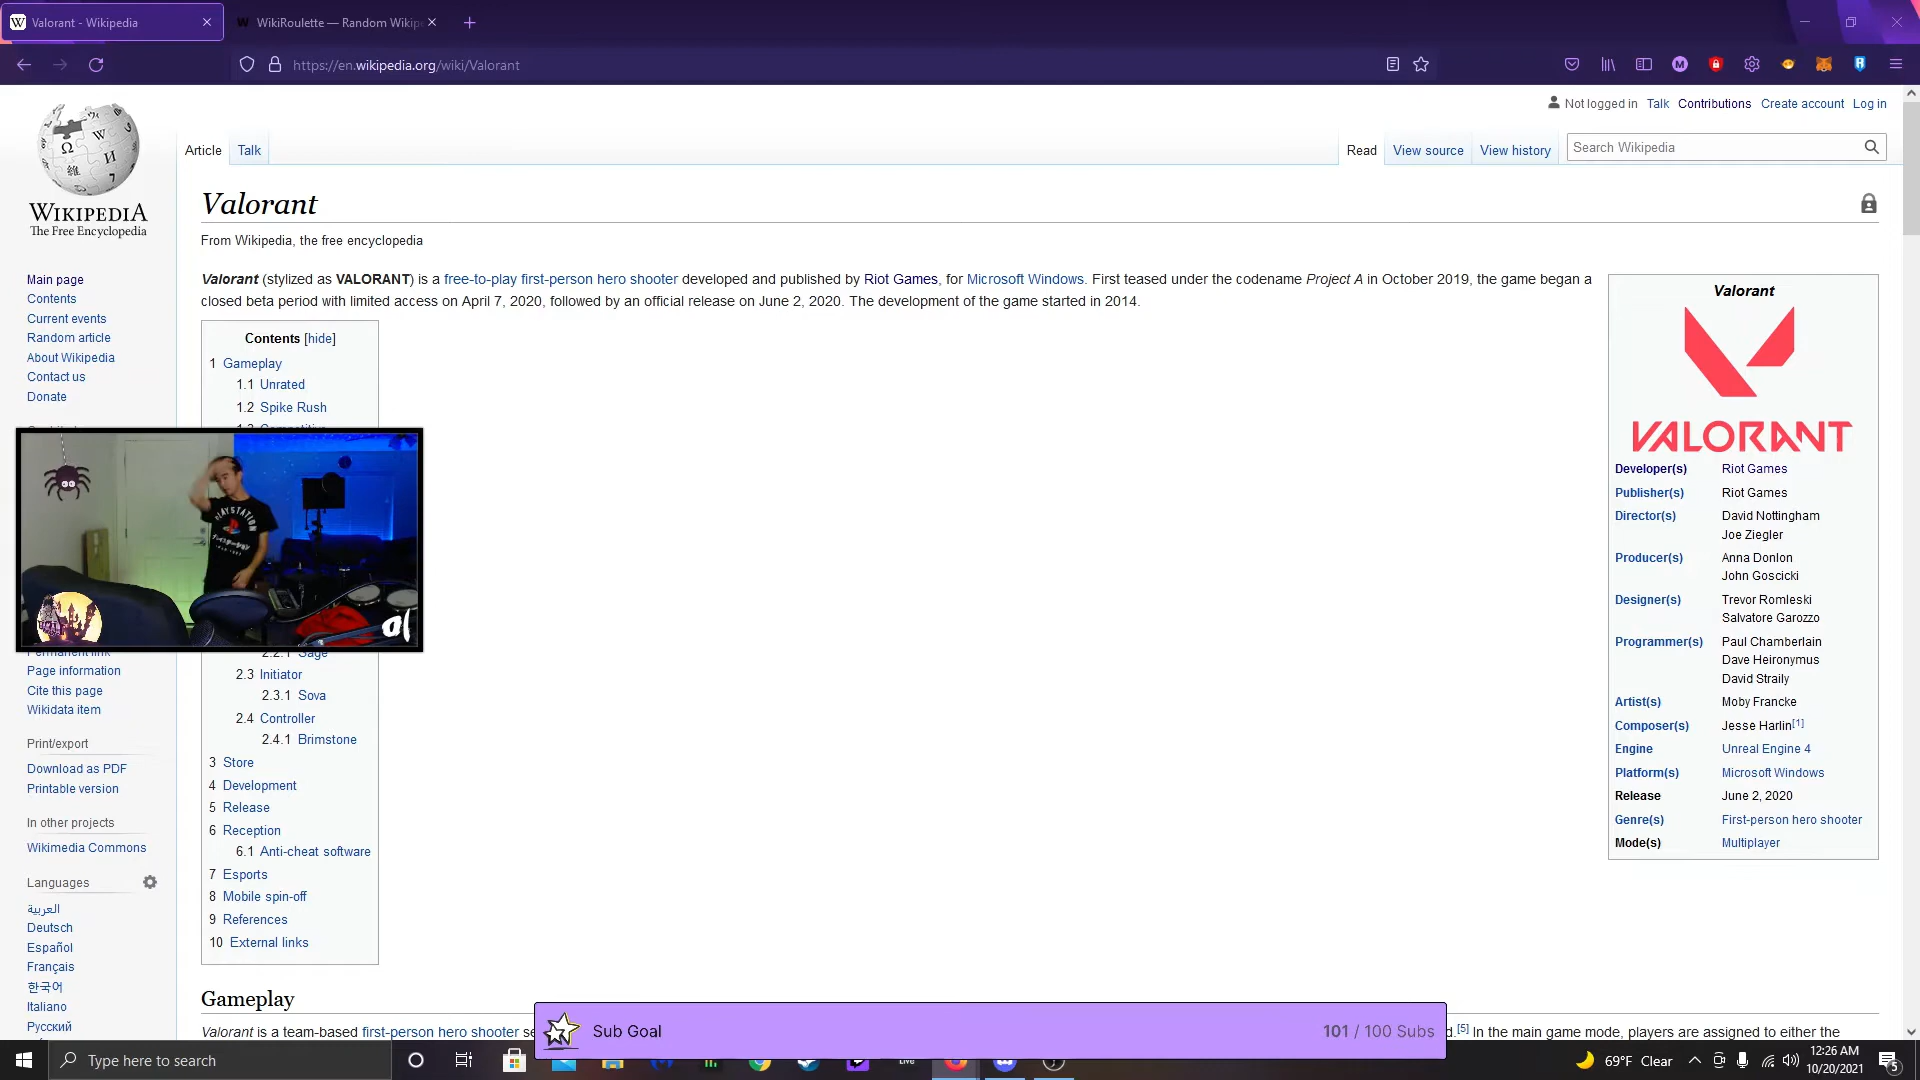 Valorant - Wikipedia
WikiRoulette — Random Wikip
https://en.wikipedia.org/wiki/Valorant
Not logged in Talk Contributions Create account Log in
Article Talk
Read View source View history Search Wikipedia
WIKIPEDIA
The Free Encyclopedia
Valorant
From Wikipedia, the free encyclopedia
Valorant (stylized as VALORANT) is a free-to-play first-person hero shooter developed and published by Riot Games, for Microsoft Windows. First teased under the codename Project A in October 2019, the game began a
closed beta period with limited access on April 7, 2020, followed by an official release on June 2, 2020. The development of the game started in 2014.
Main page
Contents
Current events
Random article
About Wikipedia
Contact us
Donate
Contents [hide]
1 Gameplay
1.1 Unrated
1.2 Spike Rush
PLAYSTATION
al
Permanent link
Page information
Cite this page
Wikidata item
Print/export
Download as PDF
Printable version
In other projects
Wikimedia Commons
Languages
العربية
Deutsch
Español
Français
한국어
Italiano
Русский
2.2.1 Sage
2.3 Initiator
2.3.1 Sova
2.4 Controller
2.4.1 Brimstone
3 Store
4 Development
5 Release
6 Reception
6.1 Anti-cheat software
7 Esports
8 Mobile spin-off
9 References
10 External links
Valorant
VALORANT
Developer(s) Riot Games
Publisher(s) Riot Games
Director(s) David Nottingham
Joe Ziegler
Producer(s) Anna Donlon
John Goscicki
Designer(s) Trevor Romleski
Salvatore Garozzo
Programmer(s) Paul Chamberlain
Dave Heironymus
David Straily
Artist(s) Moby Francke
Composer(s) Jesse Harlin[1]
Engine Unreal Engine 4
Platform(s) Microsoft Windows
Release June 2, 2020
Genre(s) First-person hero shooter
Mode(s) Multiplayer
Gameplay
Valorant is a team-based first-person hero shooter se
d.[5] In the main game mode, players are assigned to either the
Sub Goal 101 / 100 Subs
Type here to search
69°F Clear
12:26 AM
10/20/2021
5